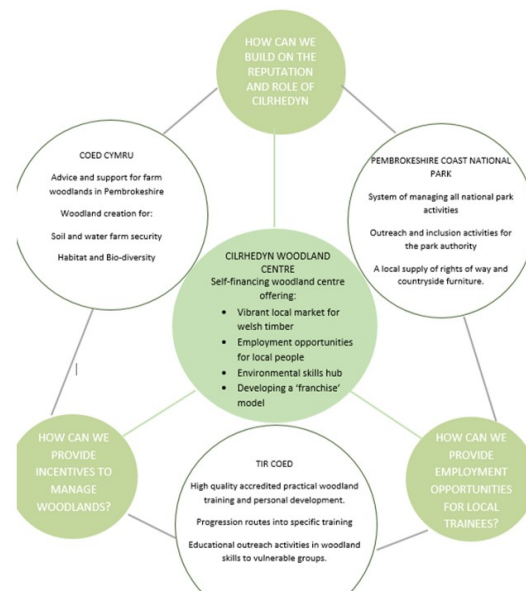 HOW CAN WE
BUILD ON THE
REPUTATION
AND ROLE OF
CILRHEDYN
COED CYMRU
Advice and support for farm
woodlands in Pembrokeshire
Woodland creation for:
Soil and water farm security
Habitat and Bio-diversity
PEMBROKESHIRE COAST NATIONAL
PARK
System of managing all national park
activities
Outreach and inclusion activities for
the park authority
A local supply of rights of way and
countryside furniture.
CILRHEDYN WOODLAND
CENTRE
Self-financing woodland centre
offering:
• Vibrant local market for
welsh timber
• Employment opportunities
for local people
• Environmental skills hub
• Developing a ‘franchise’
model
HOW CAN WE
PROVIDE
INCENTIVES TO
MANAGE
WOODLANDS?
TIR COED
High quality accredited practical woodland
training and personal development.
Progression routes into specific training
Educational outreach activities in woodland
skills to vulnerable groups.
HOW CAN WE
PROVIDE
EMPLOYMENT
OPPORTUNITIES
FOR LOCAL
TRAINEES?